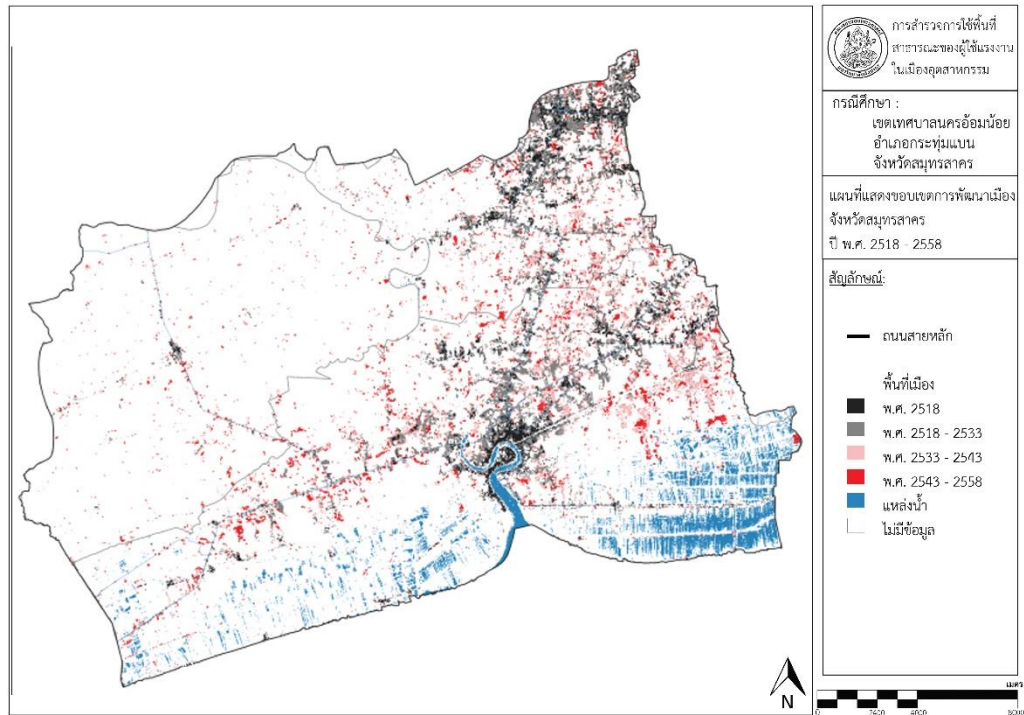 การสำรวจการใช้พื้นที่
สาธารณะของผู้ใช้แรงงาน
ในเมืองอุตสาหกรรม
กรณีศึกษา :
เขตเทศบาลนครอ้อมน้อย
อำเภอกระทุ่มแบน
จังหวัดสมุทรสาคร
แผนที่แสดงขอบเขตการพัฒนาเมือง
จังหวัดสมุทรสาคร
ปี พ.ศ. 2518 - 2558
สัญลักษณ์:
ถนนสายหลัก
พื้นที่เมือง
พ.ศ. 2518
พ.ศ. 2518 - 2533
พ.ศ. 2533 - 2543
พ.ศ. 2543 - 2558
แหล่งน้ำ
ไม่มีข้อมูล
N
เมตร
0